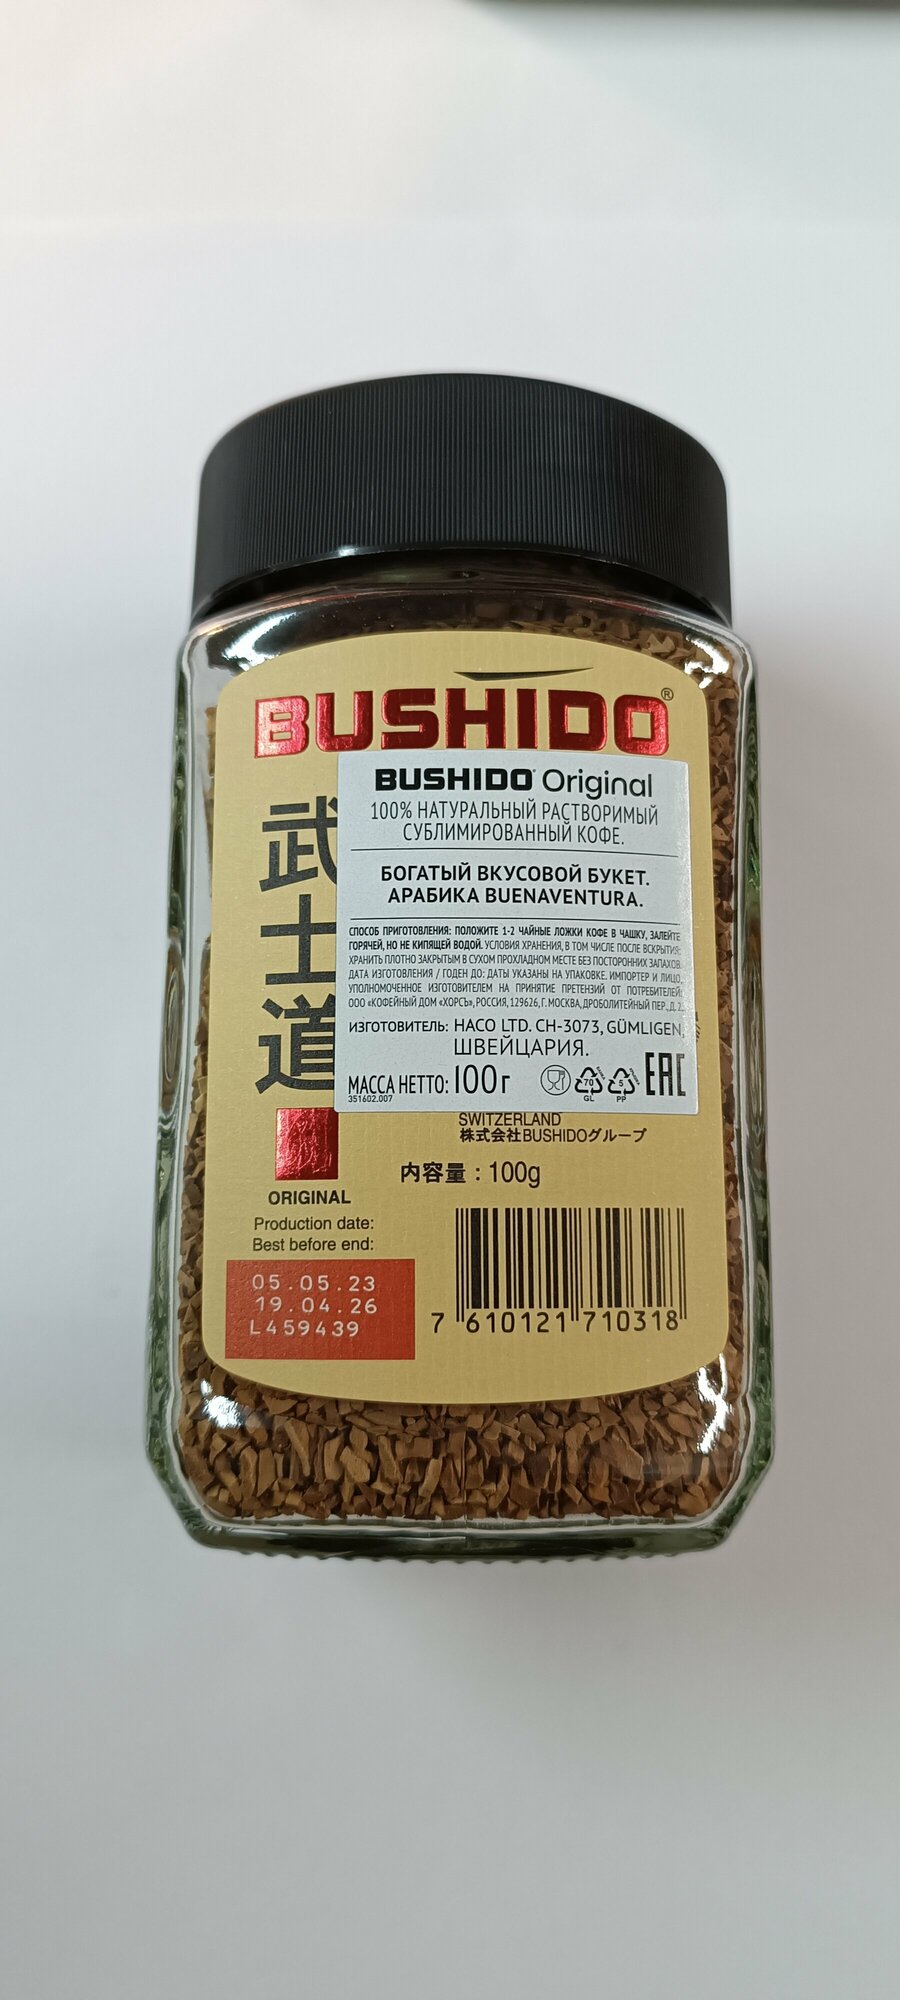 BUSHIDO®
BUSHIDO Original
100% НАТУРАЛЬНЫЙ РАСТВОРИМЫЙ
СУБЛИМИРОВАННЫЙ КОФЕ.
БОГАТЫЙ ВКУСОВОЙ БУКЕТ.
АРАБИКА BUENAVENTURA.
СПОСОБ ПРИГОТОВЛЕНИЯ: ПОЛОЖИТЕ 1-2 ЧАЙНЫЕ ЛОЖКИ КОФЕ В ЧАШКУ, ЗАЛЕЙТЕ
ГОРЯЧЕЙ, НО НЕ КИПЯЩЕЙ ВОДОЙ. УСЛОВИЯ ХРАНЕНИЯ, В ТОМ ЧИСЛЕ ПОСЛЕ ВСКРЫТИЯ:
ХРАНИТЬ ПЛОТНО ЗАКРЫТЫМ В СУХОМ ПРОХЛАДНОМ МЕСТЕ БЕЗ ПОСТОРОННИХ ЗАПАХОВ.
ДАТА ИЗГОТОВЛЕНИЯ / ГОДЕН ДО: ДАТЫ УКАЗАНЫ НА УПАКОВКЕ. ИМПОРТЕР И ЛИЦО,
УПОЛНОМОЧЕННОЕ ИЗГОТОВИТЕЛЕМ НА ПРИНЯТИЕ ПРЕТЕНЗИЙ ОТ ПОТРЕБИТЕЛЕЙ:
ООО «КОФЕЙНЫЙ ДОМ «ХОРСЪ», РОССИЯ, 129626, Г. МОСКВА, ДРОБОЛИТЕЙНЫЙ ПЕР., Д. 2.
ИЗГОТОВИТЕЛЬ: HACO LTD. CH-3073, GÜMLIGEN,
ШВЕЙЦАРИЯ.
МАССА НЕТТО: 100 г
351602.007
70
GL
5
PP
EAC
武
士
道
SWITZERLAND
株式会社BUSHIDOグループ
内容量：100g
ORIGINAL
Production date:
Best before end:
05.05.23
19.04.26
L459439
7 610121 710318